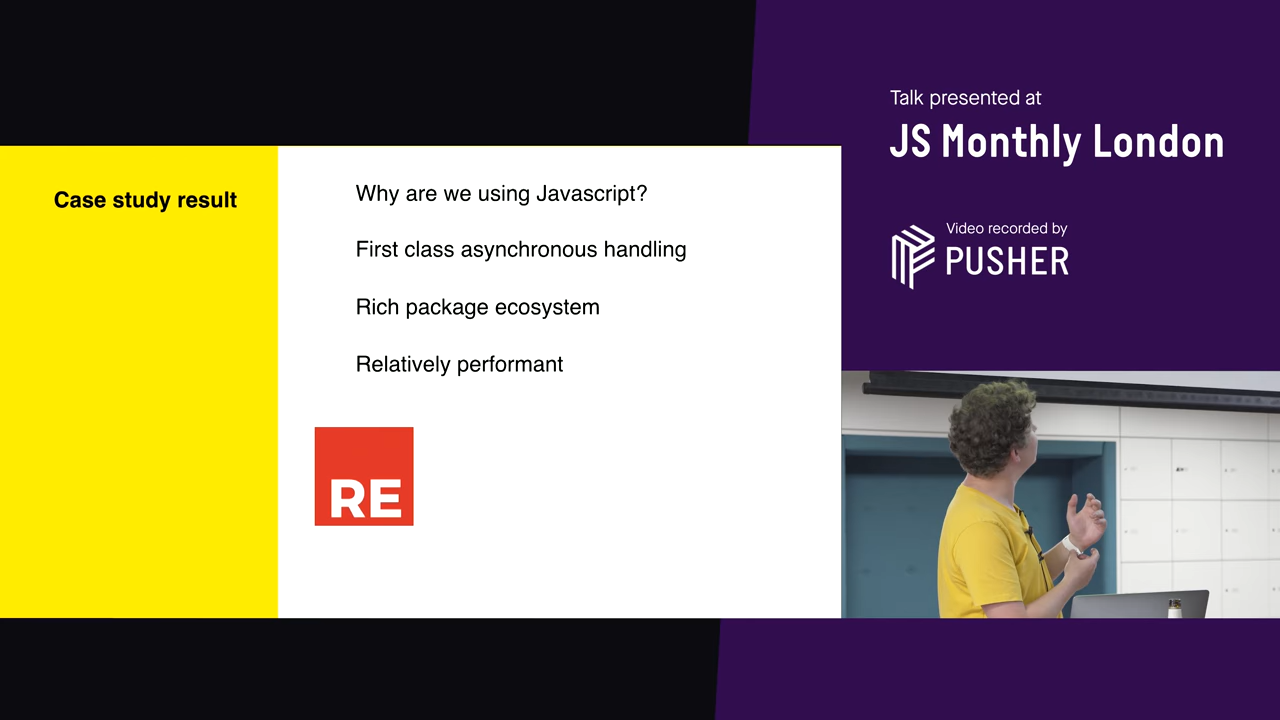 Talk presented at
JS Monthly London
Video recorded by
PUSHER
Case study result
Why are we using Javascript?
First class asynchronous handling
Rich package ecosystem
Relatively performant
RE